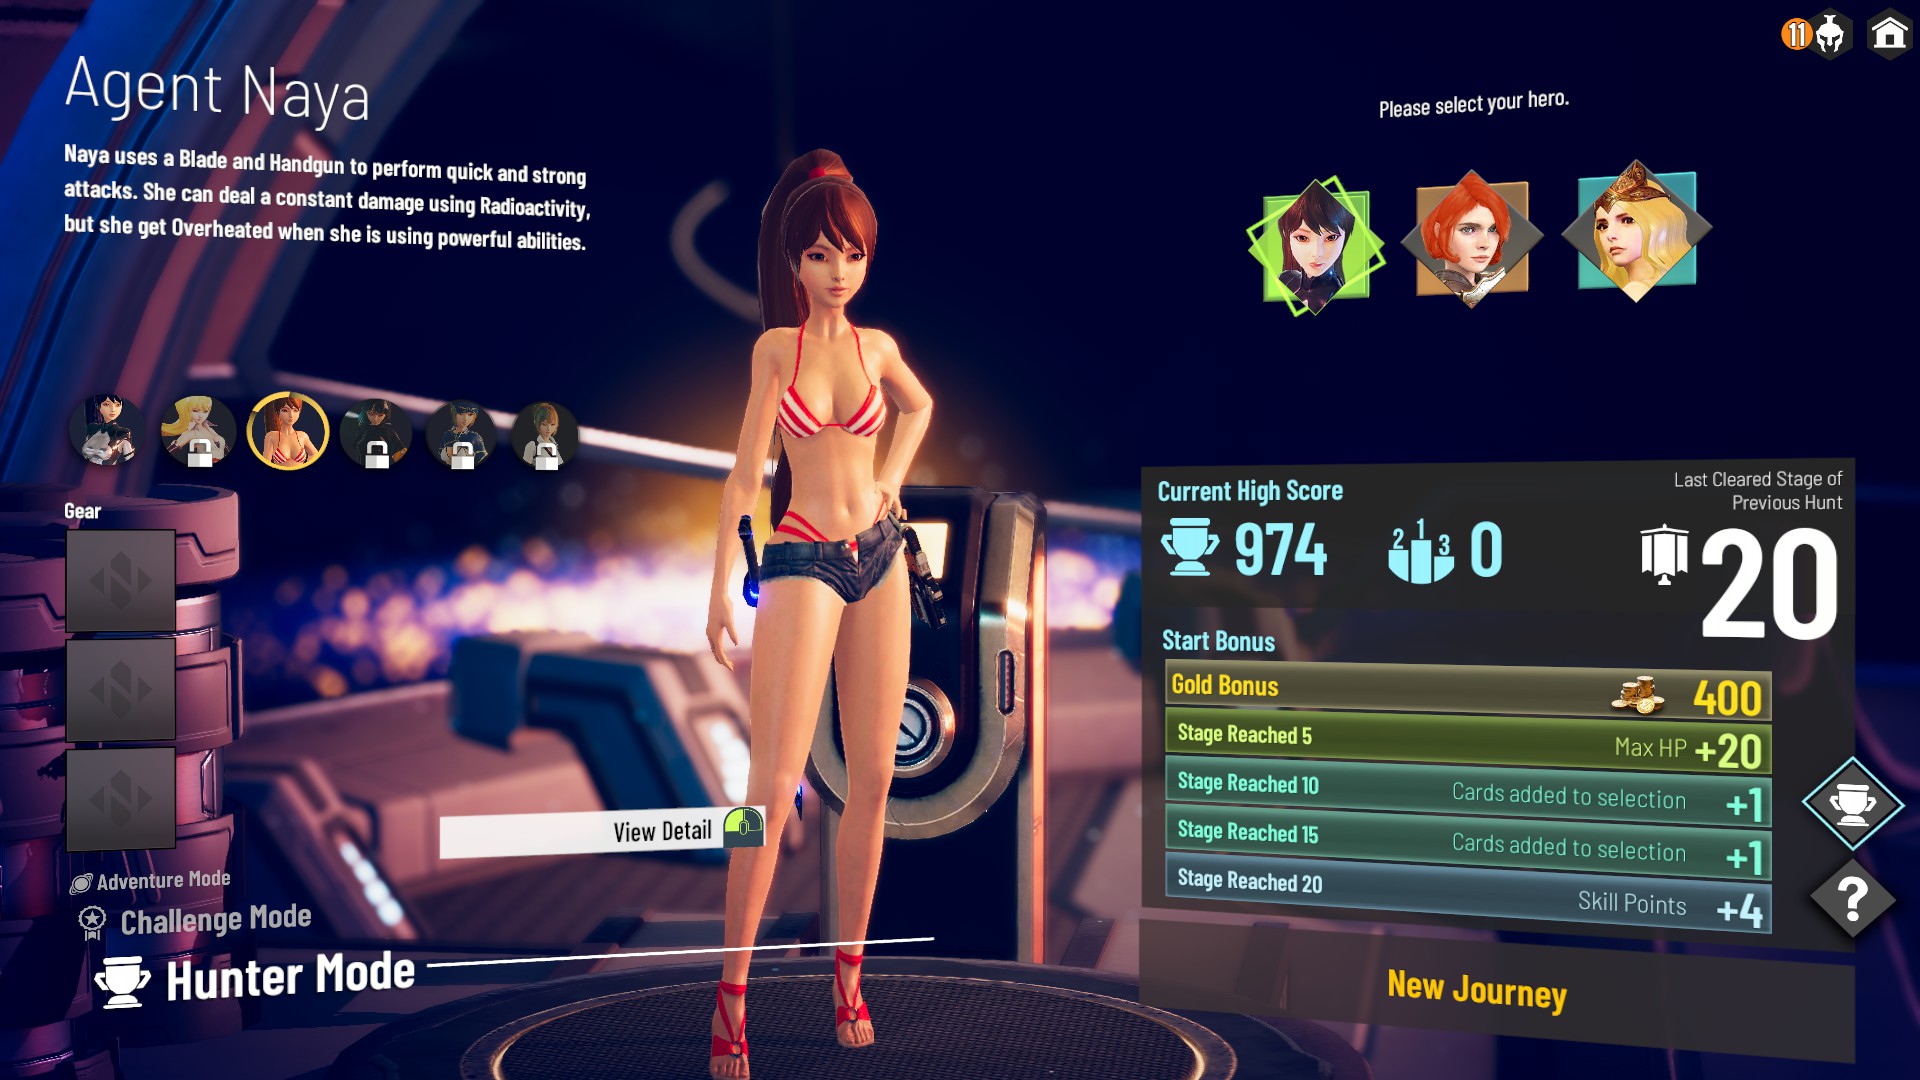 Agent Naya
Naya uses a Blade and Handgun to perform quick and strong
attacks. She can deal a constant damage using Radioactivity,
but she get Overheated when she is using powerful abilities.
Gear
View Detail
Adventure Mode
Challenge Mode
Hunter Mode
11
Please select your hero.
Current High Score
974
2 1 3 0
Last Cleared Stage of
Previous Hunt
20
Start Bonus
Gold Bonus 400
Stage Reached 5 Max HP +20
Stage Reached 10 Cards added to selection +1
Stage Reached 15 Cards added to selection +1
Stage Reached 20 Skill Points +4
?
New Journey